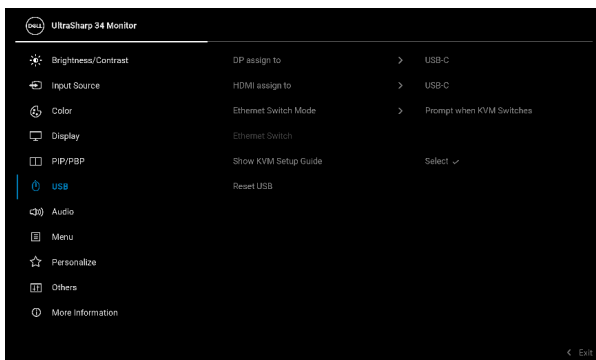 DELL UltraSharp 34 Monitor
Brightness/Contrast DP assign to > USB-C
Input Source HDMI assign to > USB-C
Color Ethernet Switch Mode > Prompt when KVM Switches
Display Ethernet Switch
PIP/PBP Show KVM Setup Guide Select ✓
USB Reset USB
Audio
Menu
Personalize
Others
More Information
< Exit